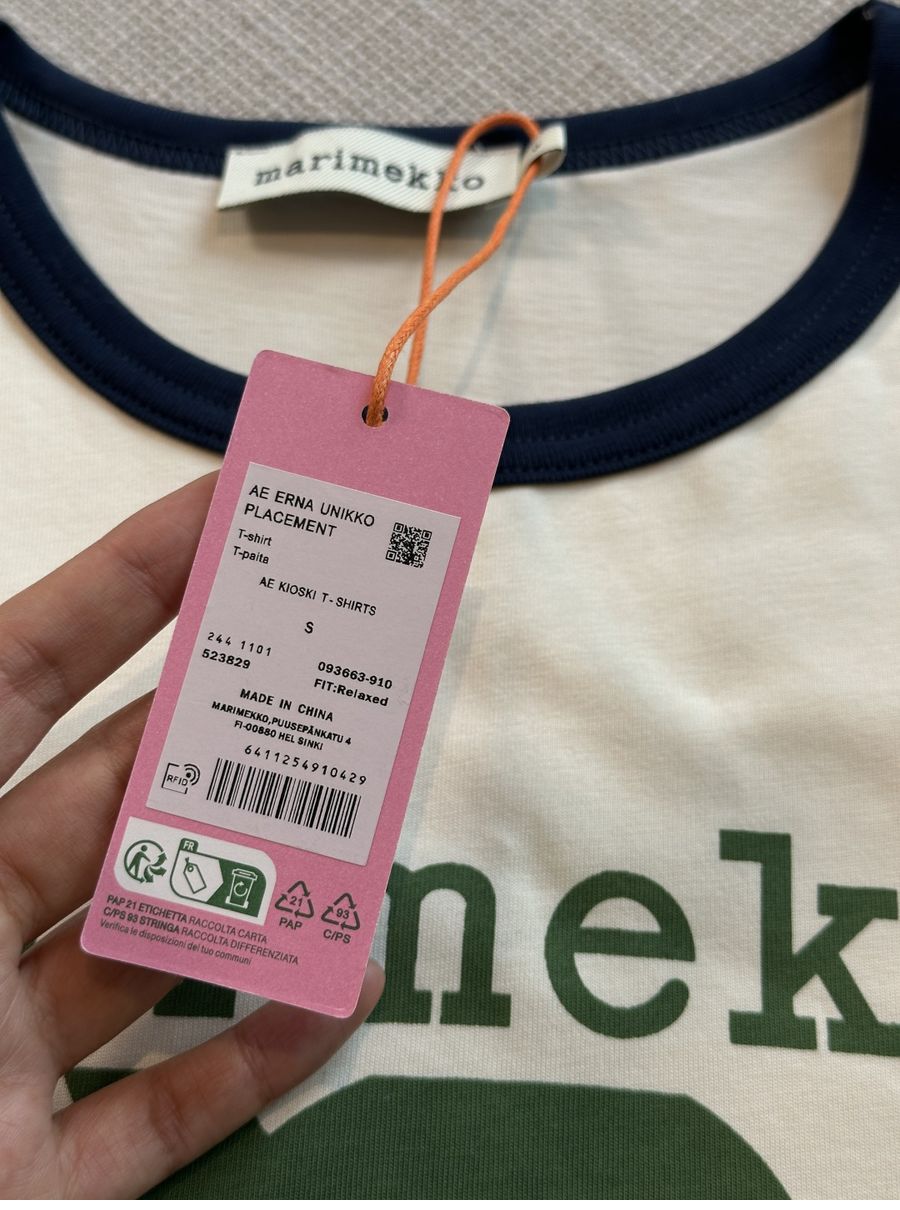 marimekko
AE ERNA UNIKKO
PLACEMENT
T-shirt
T-paita
AE KIOSKI T-SHIRTS
S
244 1101
523829
093663-910
FIT:Relaxed
MADE IN CHINA
MARIMEKKO,PUUSEPÄNKATU 4
FI-00880 HELSINKI
6411254910429
RFID
FR
21
PAP
93
C/PS
PAP 21 ETICHETTA RACCOLTA CARTA
C/PS 93 STRINGA RACCOLTA DIFFERENZIATA
Verifica le disposizioni del tuo comuni
mek